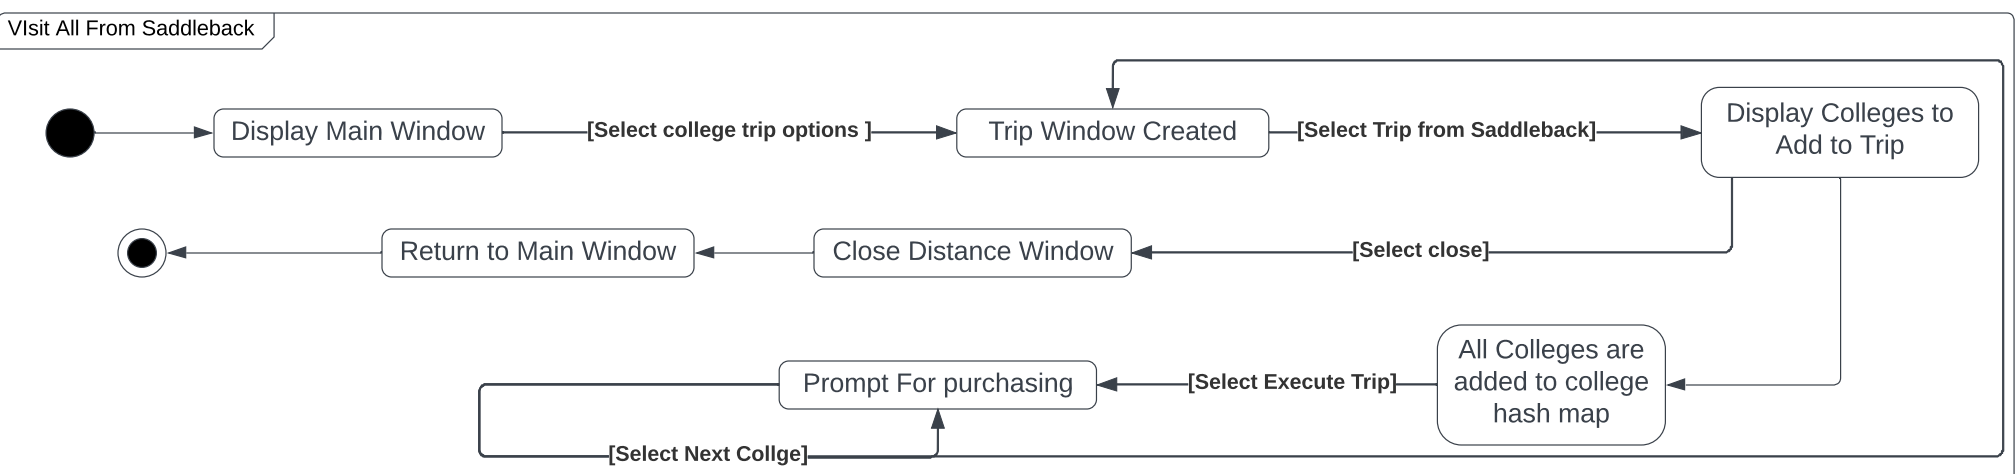 VIsit All From Saddleback
Display Main Window
[Select college trip options ]
Trip Window Created
[Select Trip from Saddleback]
Display Colleges to
Add to Trip
Return to Main Window
Close Distance Window
[Select close]
Prompt For purchasing
[Select Execute Trip]
All Colleges are
added to college
hash map
[Select Next Collge]